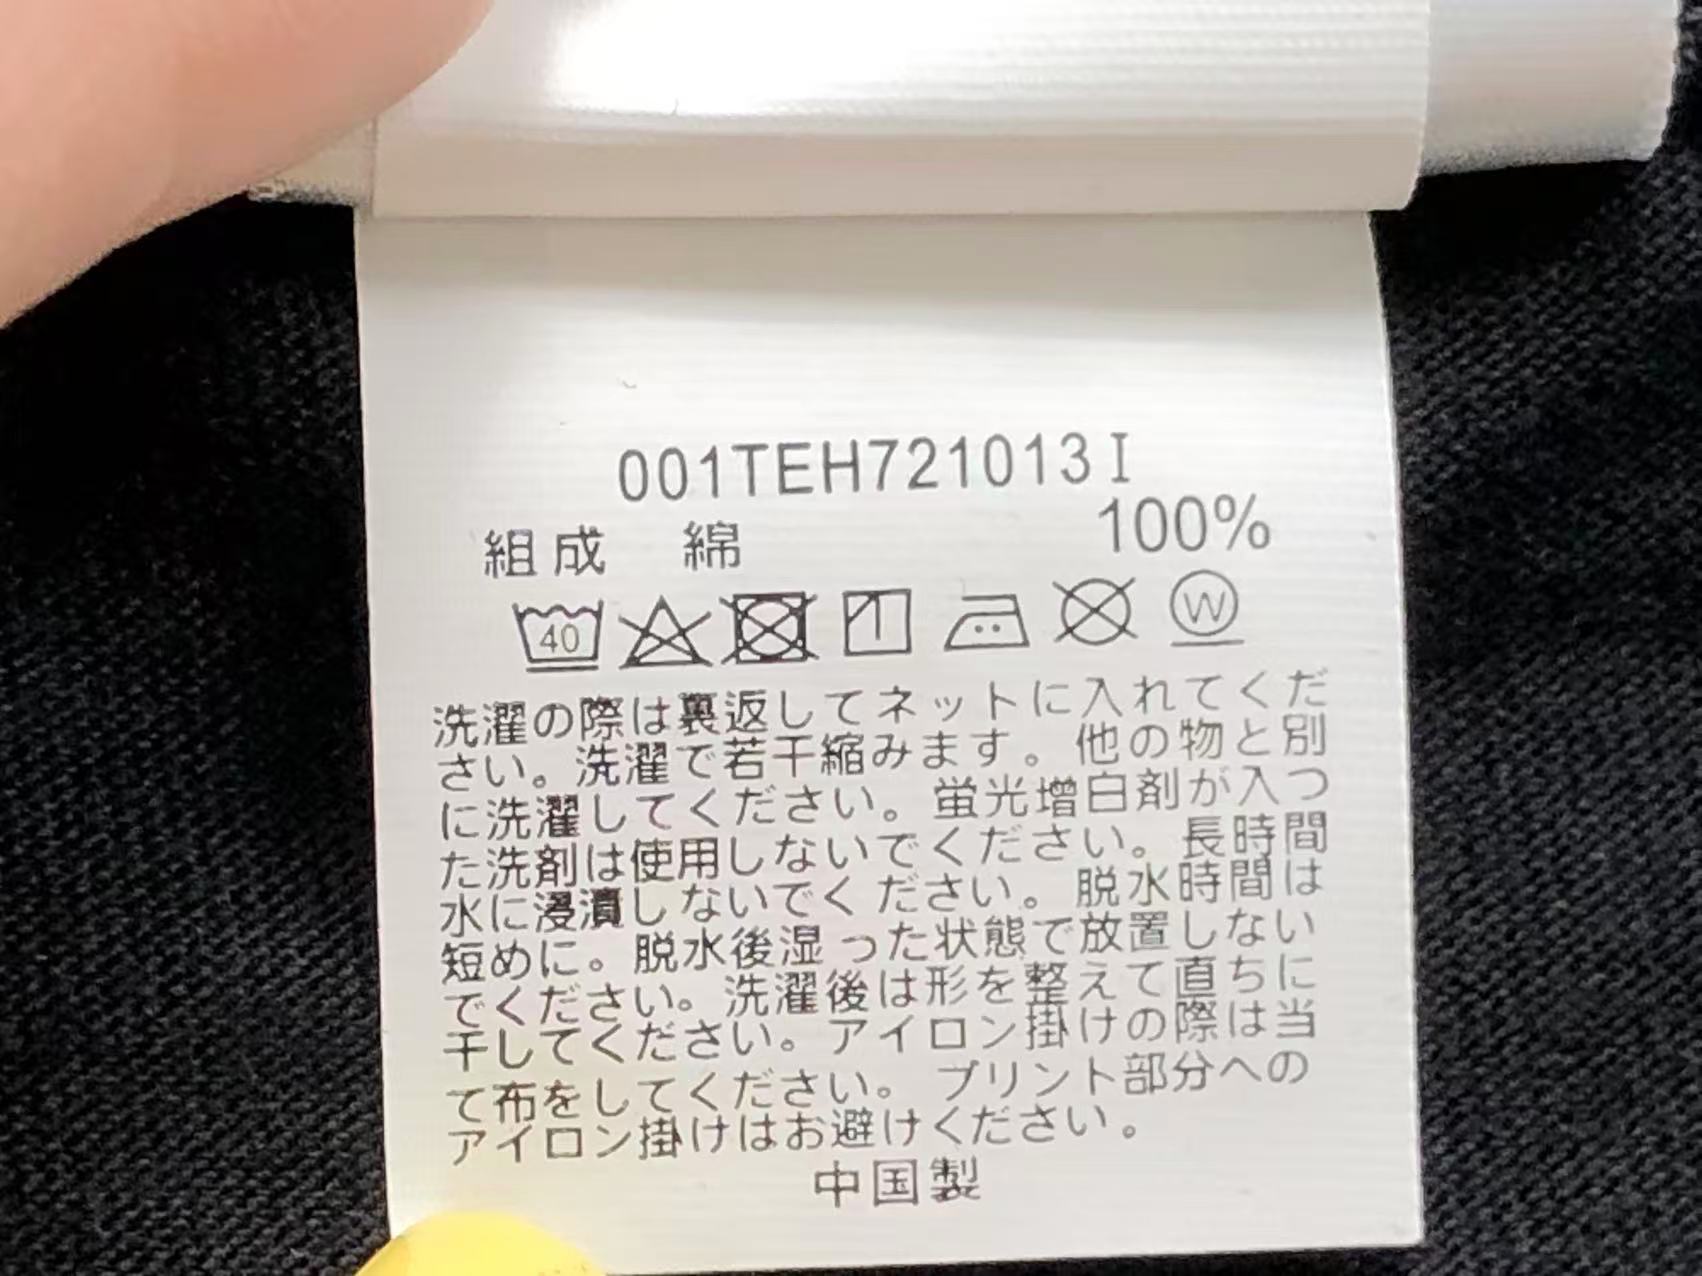 001TEH721013I
組成 綿 100%
40 W
洗濯の際は裏返してネットに入れてくだ
さい。洗濯で若干縮みます。他の物と別
に洗濯してください。蛍光増白剤が入つ
た洗剤は使用しないでください。長時間
水に浸漬しないでください。脱水時間は
短めに。脱水後湿った状態で放置しない
でください。洗濯後は形を整えて直ちに
干してください。アイロン掛けの際は当
て布をしてください。プリント部分への
アイロン掛けはお避けください。
中国製